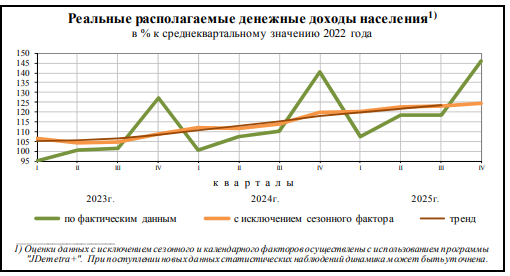 Реальные располагаемые денежные доходы населения1)
в % к среднеквартальному значению 2022 года
150
145
140
135
130
125
120
115
110
105
100
95
I II III IV I II III IV I II III IV
кварталы
2023г. 2024г. 2025г.
по фактическим данным с исключением сезонного фактора тренд
1) Оценки данных с исключением сезонного и календарного факторов осуществлены с использованием программы
"JDemetra+". При поступлении новых данных статистических наблюдений динамика может быть уточнена.